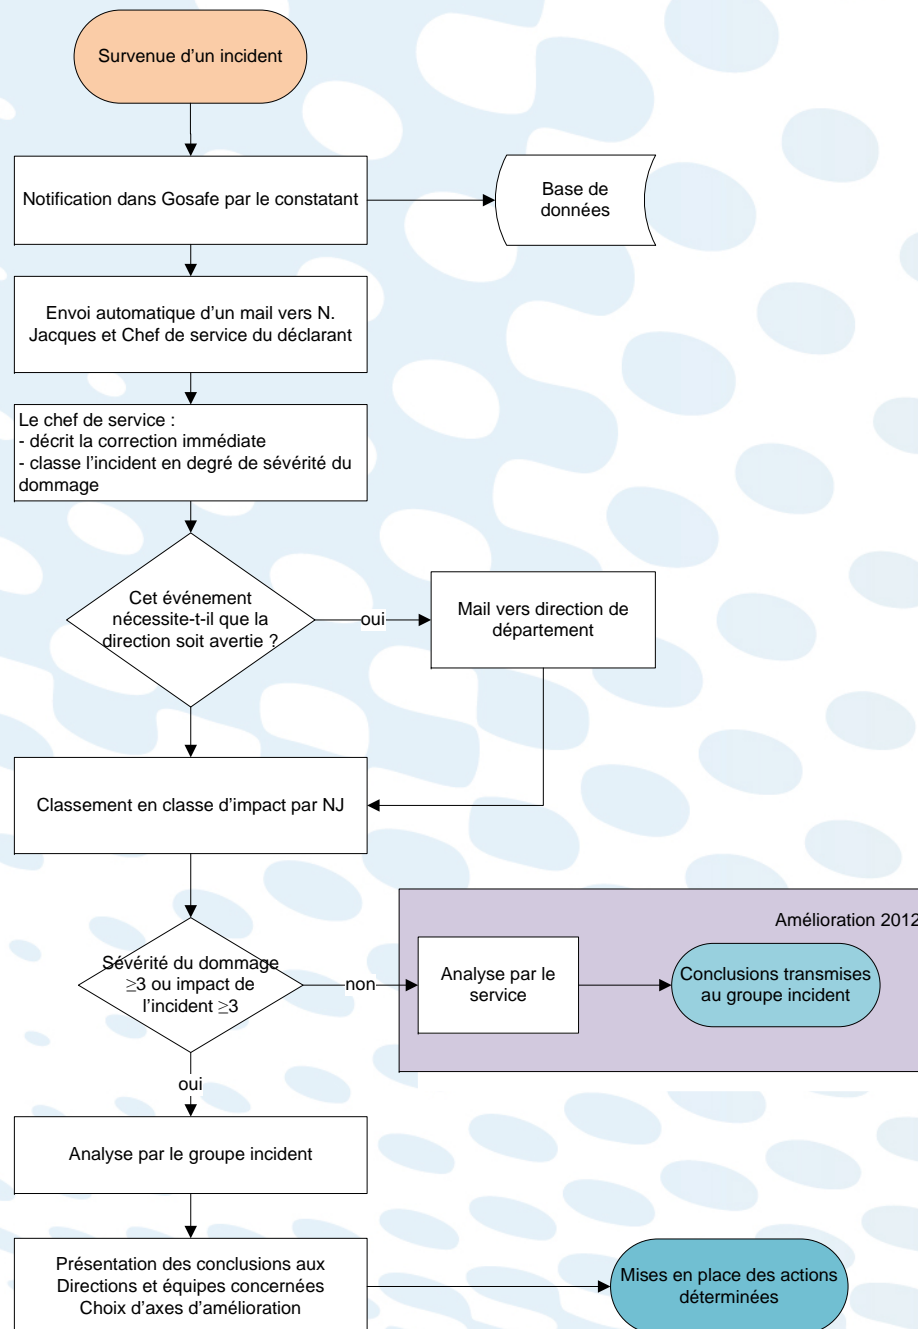 Survenue d'un incident
Notification dans Gosafe par le constatant
Base de
données
Envoi automatique d'un mail vers N.
Jacques et Chef de service du déclarant
Le chef de service :
- décrit la correction immédiate
- classe l'incident en degré de sévérité du
dommage
Cet événement
nécessite-t-il que la
direction soit avertie ?
oui
Mail vers direction de
département
Classement en classe d'impact par NJ
Amélioration 2012
Sévérité du dommage
≥3 ou impact de
l'incident ≥3
non
Analyse par le
service
Conclusions transmises
au groupe incident
oui
Analyse par le groupe incident
Présentation des conclusions aux
Directions et équipes concernées
Choix d'axes d'amélioration
Mises en place des actions
déterminées